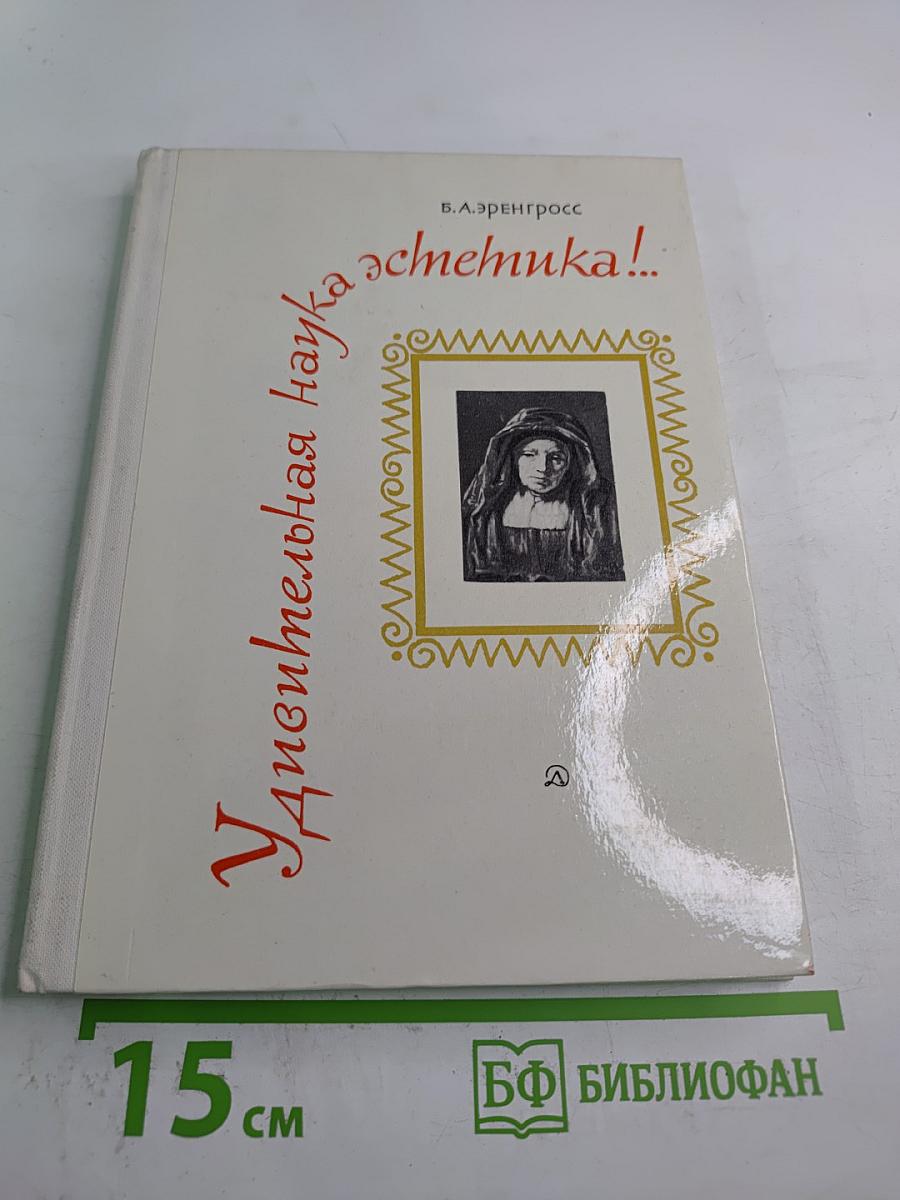 Б.А.ЭРЕНГРОСС
Удивительная наука эстетика!..
15 см
БФ БИБЛИОФАН